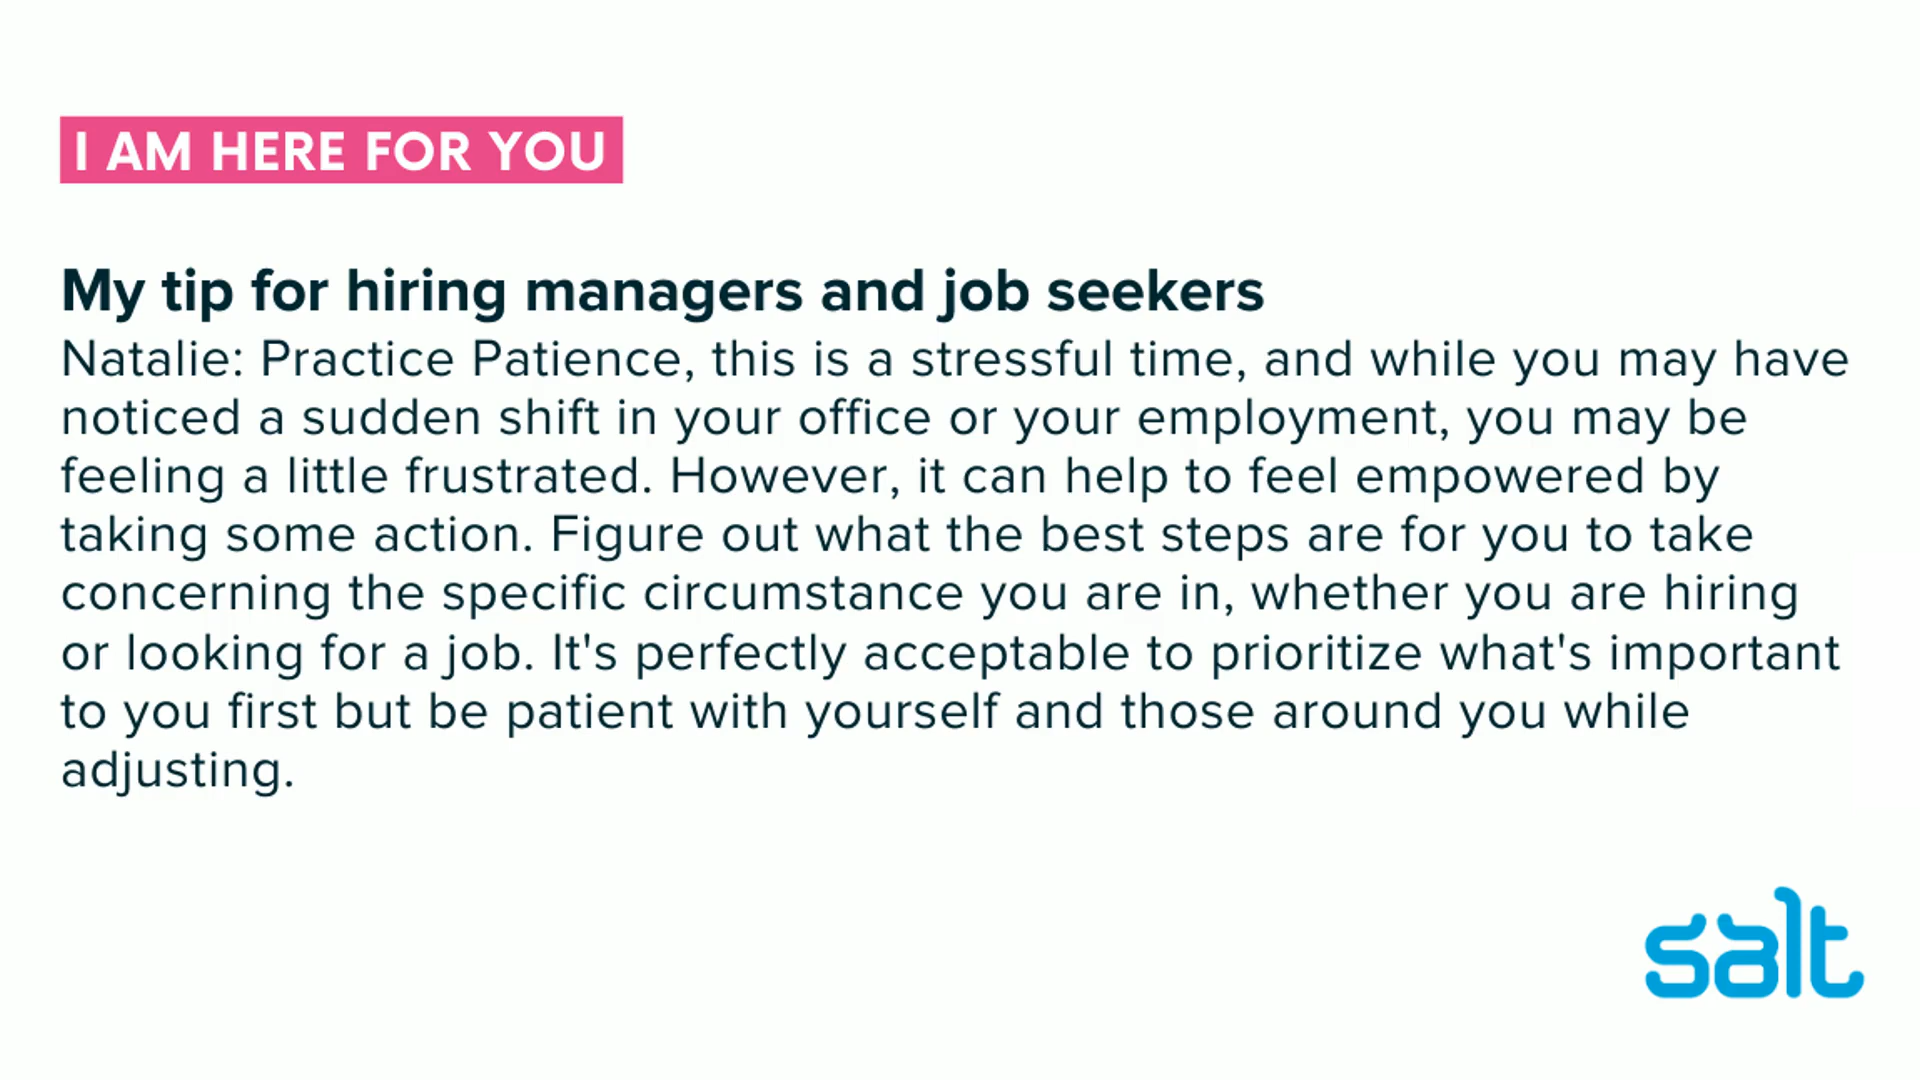 I AM HERE FOR YOU
My tip for hiring managers and job seekers
Natalie: Practice Patience, this is a stressful time, and while you may have
noticed a sudden shift in your office or your employment, you may be
feeling a little frustrated. However, it can help to feel empowered by
taking some action. Figure out what the best steps are for you to take
concerning the specific circumstance you are in, whether you are hiring
or looking for a job. It's perfectly acceptable to prioritize what's important
to you first but be patient with yourself and those around you while
adjusting.
salt